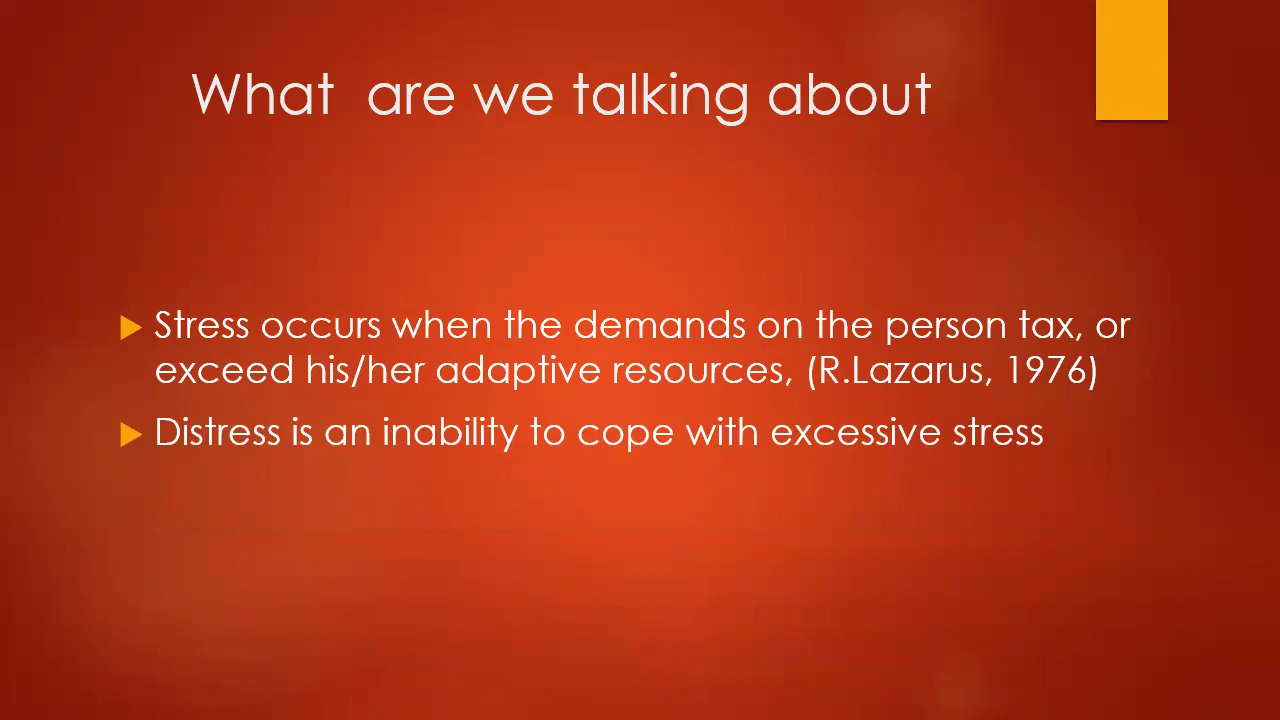 What  are we talking about
Stress occurs when the demands on the person tax, or
exceed his/her adaptive resources, (R.Lazarus, 1976)
Distress is an inability to cope with excessive stress